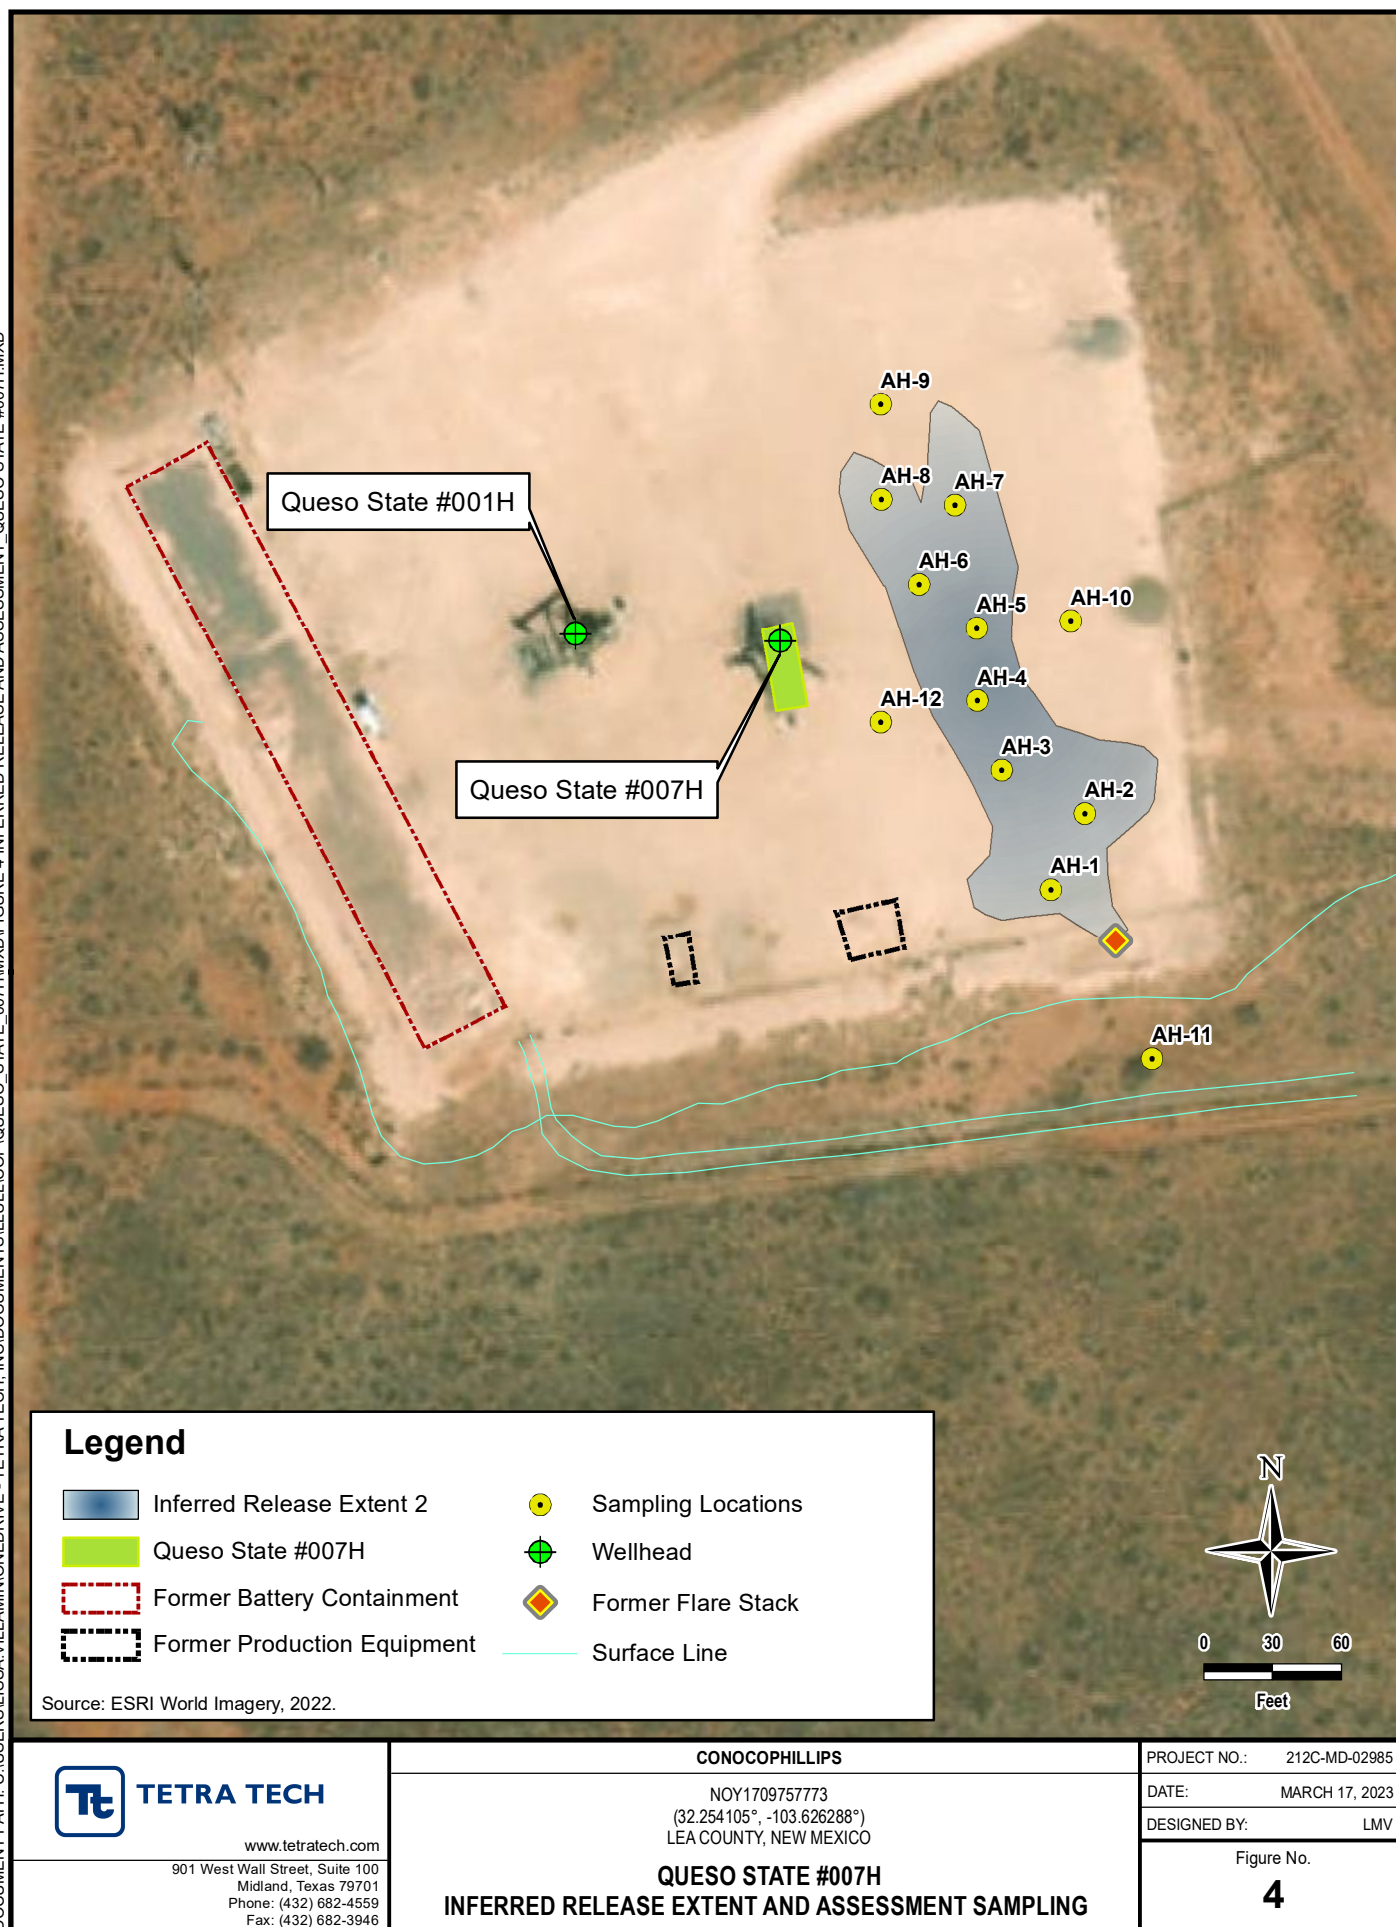 AH-9
AH-8
AH-7
Queso State #001H
AH-6
AH-5
AH-10
AH-4
AH-12
AH-3
Queso State #007H
AH-2
AH-1
AH-11
Legend
Inferred Release Extent 2
Queso State #007H
Former Battery Containment
Former Production Equipment
Sampling Locations
Wellhead
Former Flare Stack
Surface Line
Source: ESRI World Imagery, 2022.
N
0 30 60
Feet
Tt TETRA TECH
www.tetratech.com
901 West Wall Street, Suite 100
Midland, Texas 79701
Phone: (432) 682-4559
Fax: (432) 682-3946
CONOCOPHILLIPS
NOY1709757773
(32.254105°, -103.626288°)
LEA COUNTY, NEW MEXICO
QUESO STATE #007H
INFERRED RELEASE EXTENT AND ASSESSMENT SAMPLING
PROJECT NO.: 212C-MD-02985
DATE: MARCH 17, 2023
DESIGNED BY: LMV
Figure No.
4